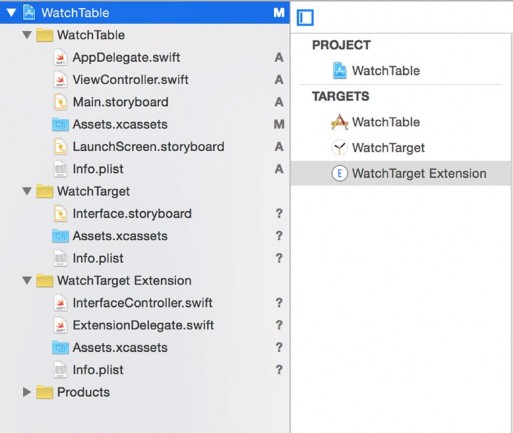 WatchTable M
WatchTable
AppDelegate.swift A
ViewController.swift A
Main.storyboard A
Assets.xcassets M
LaunchScreen.storyboard A
Info.plist A
WatchTarget
Interface.storyboard ?
Assets.xcassets ?
Info.plist ?
WatchTarget Extension
InterfaceController.swift ?
ExtensionDelegate.swift ?
Assets.xcassets ?
Info.plist ?
Products
PROJECT
WatchTable
TARGETS
WatchTable
WatchTarget
E WatchTarget Extension